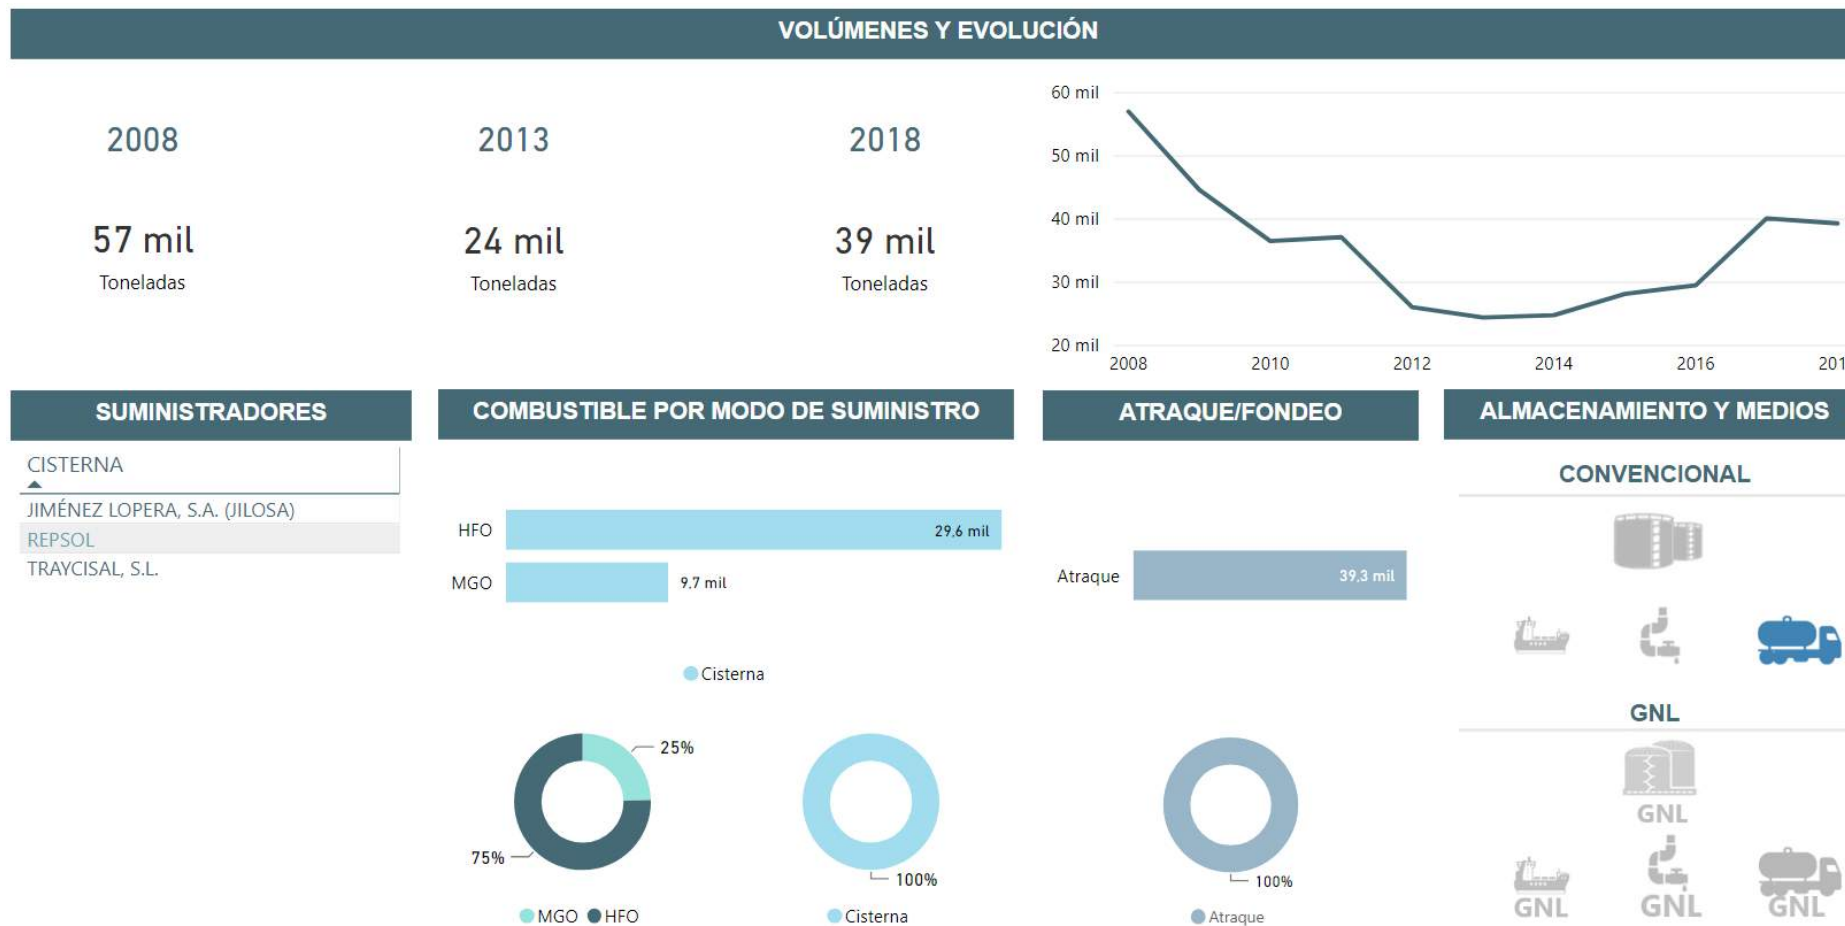 VOLÚMENES Y EVOLUCIÓN
2008
2013
2018
57 mil
24 mil
39 mil
Toneladas
Toneladas
Toneladas
60 mil
50 mil
40 mil
30 mil
20 mil
2008
2010
2012
2014
2016
201
SUMINISTRADORES
CISTERNA
JIMÉNEZ LOPERA, S.A. (JILOSA)
REPSOL
TRAYCISAL, S.L.
COMBUSTIBLE POR MODO DE SUMINISTRO
HFO
29,6 mil
MGO
9,7 mil
Cisterna
25%
75%
MGO
HFO
100%
Cisterna
ATRAQUE/FONDEO
Atraque
39,3 mil
100%
Atraque
ALMACENAMIENTO Y MEDIOS
CONVENCIONAL
GNL
GNL
GNL
GNL
GNL